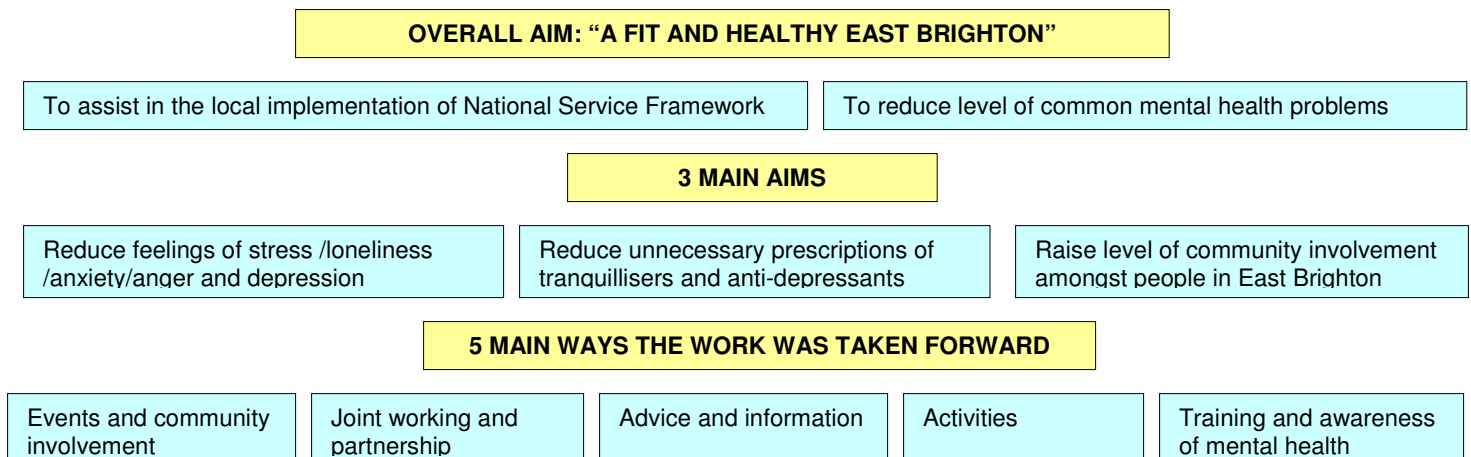 OVERALL AIM: “A FIT AND HEALTHY EAST BRIGHTON”
To assist in the local implementation of National Service Framework
To reduce level of common mental health problems
3 MAIN AIMS
Reduce feelings of stress /loneliness
/anxiety/anger and depression
Reduce unnecessary prescriptions of
tranquillisers and anti-depressants
Raise level of community involvement
amongst people in East Brighton
5 MAIN WAYS THE WORK WAS TAKEN FORWARD
Events and community
involvement
Joint working and
partnership
Advice and information
Activities
Training and awareness
of mental health